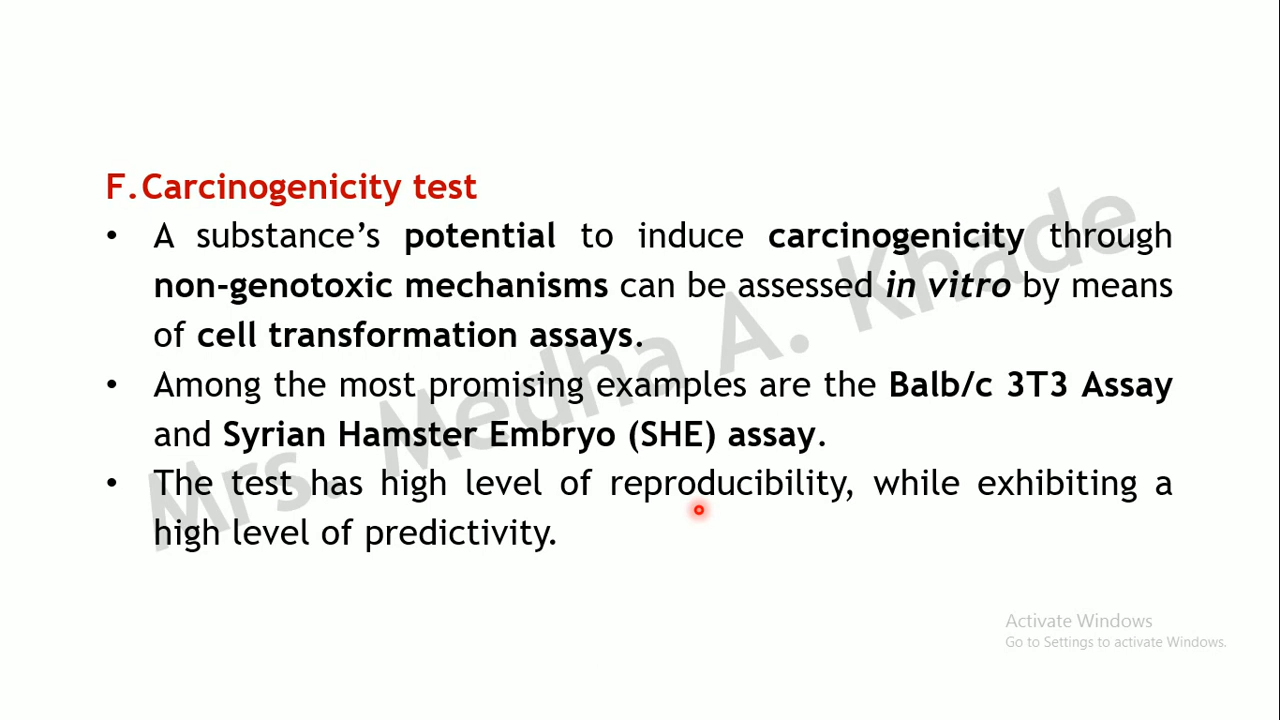 F. Carcinogenicity test
• A substance's potential to induce carcinogenicity through
non-genotoxic mechanisms can be assessed in vitro by means
of cell transformation assays.
• Among the most promising examples are the Balb/c 3T3 Assay
and Syrian Hamster Embryo (SHE) assay.
• The test has high level of reproducibility, while exhibiting a
high level of predictivity.
Mrs. Medha A. Khade
Activate Windows
Go to Settings to activate Windows.